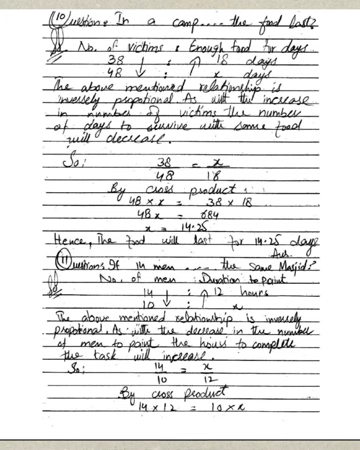 (10) Question: In a camp.... the food last?
Sol No. of victims : Enough food for days
38 ↓ : ↑ 18 days
48 : x days
The above mentioned relationship is
inversely propotional. As with the increase
in number of victims the number
of days to survive with same food
will decrease.
So: 38/48 = x/18
By cross product:
48 × x = 38 × 18
48x = 684
x = 14.25
Hence, The food will last for 14.25 days
Ans.
(11) Question: If 14 men .... the same Masjid?
Sol No. of men : Duration to paint
14 ↓ : ↑ 12 hours
10 : x
The above mentioned relationship is inversely
propotional. As with the decrease in the number
of men to paint the hours to complete
the task will increase.
So: 14/10 = x/12
By cross product
14 × 12 = 10 × x